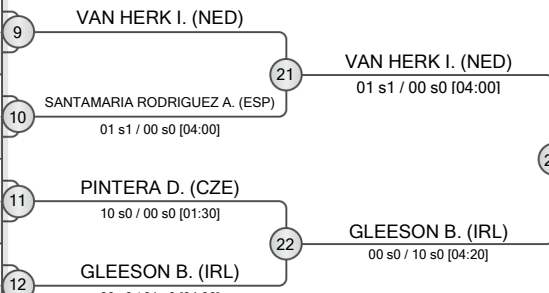 9
VAN HERK I. (NED)
10
SANTAMARIA RODRIGUEZ A. (ESP)
01 s1 / 00 s0 [04:00]
21
VAN HERK I. (NED)
01 s1 / 00 s0 [04:00]
11
PINTERA D. (CZE)
10 s0 / 00 s0 [01:30]
22
GLEESON B. (IRL)
00 s0 / 10 s0 [04:20]
12
GLEESON B. (IRL)